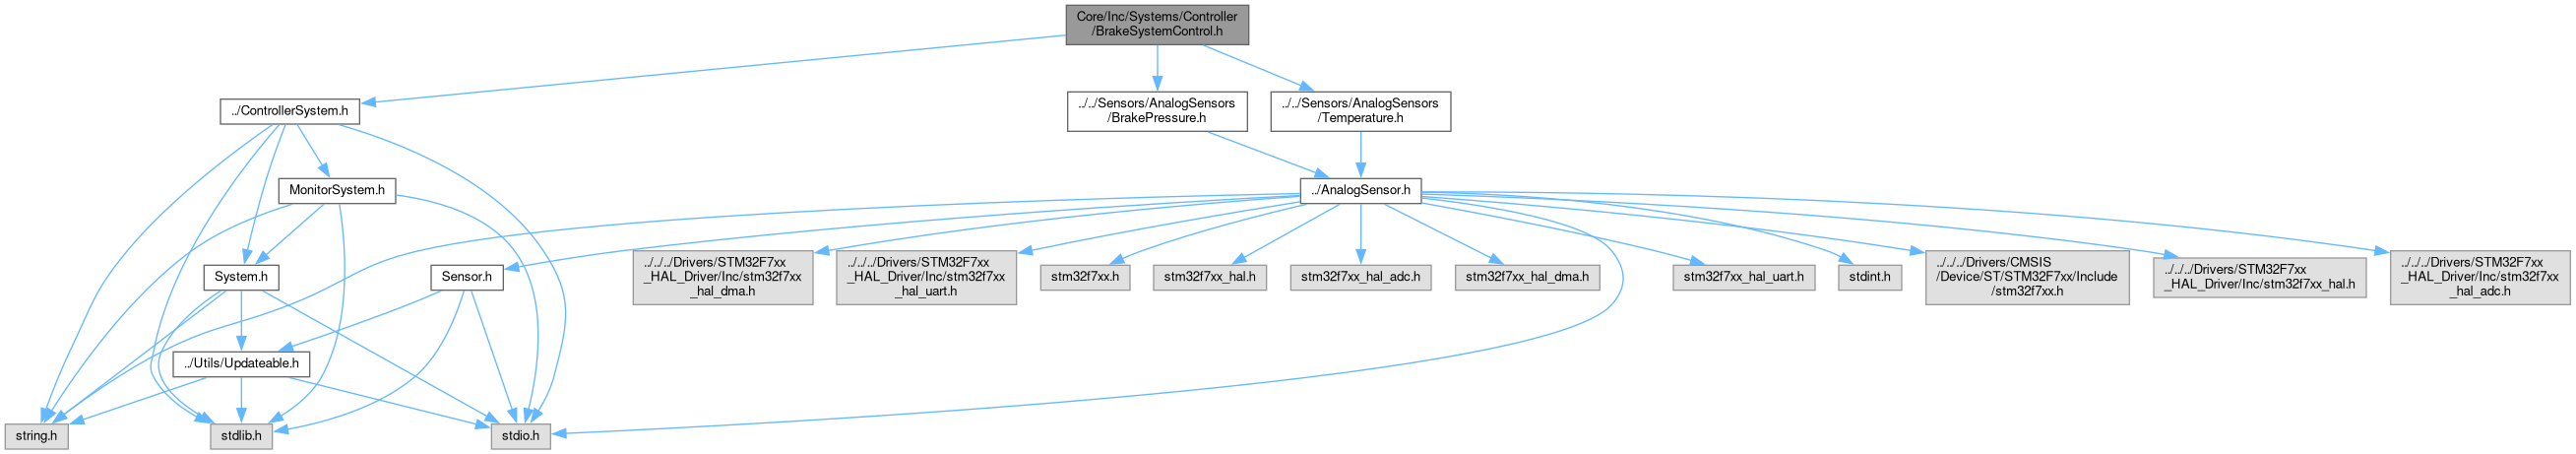 Core/Inc/Systems/Controller
/BrakeSystemControl.h
../ControllerSystem.h
../../Sensors/AnalogSensors
/BrakePressure.h
../../Sensors/AnalogSensors
/Temperature.h
MonitorSystem.h
../AnalogSensor.h
System.h
Sensor.h
../../../Drivers/STM32F7xx
_HAL_Driver/Inc/stm32f7xx
_hal_dma.h
../../../Drivers/STM32F7xx
_HAL_Driver/Inc/stm32f7xx
_hal_uart.h
stm32f7xx.h
stm32f7xx_hal.h
stm32f7xx_hal_adc.h
stm32f7xx_hal_dma.h
stm32f7xx_hal_uart.h
stdint.h
../../../Drivers/CMSIS
/Device/ST/STM32F7xx/Include
/stm32f7xx.h
../../../Drivers/STM32F7xx
_HAL_Driver/Inc/stm32f7xx_hal.h
../../../Drivers/STM32F7xx
_HAL_Driver/Inc/stm32f7xx
_hal_adc.h
../Utils/Updateable.h
string.h
stdlib.h
stdio.h